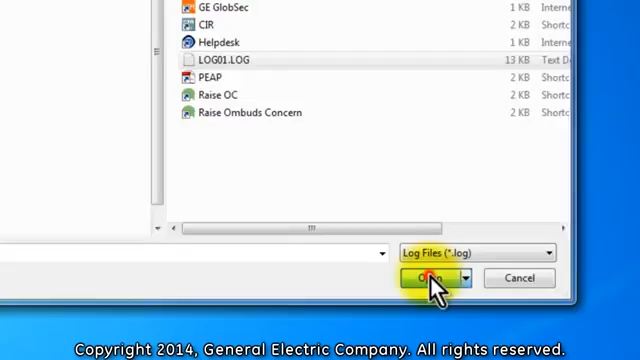 GE GlobSec 1 KB Interne
CIR 2 KB Shortc
Helpdesk 1 KB Interne
LOG01.LOG 13 KB Text Do
PEAP 2 KB Shortc
Raise OC 2 KB Shortc
Raise Ombuds Concern 2 KB Shortc
Log Files (*.log)
Cancel
Copyright 2014, General Electric Company. All rights reserved.